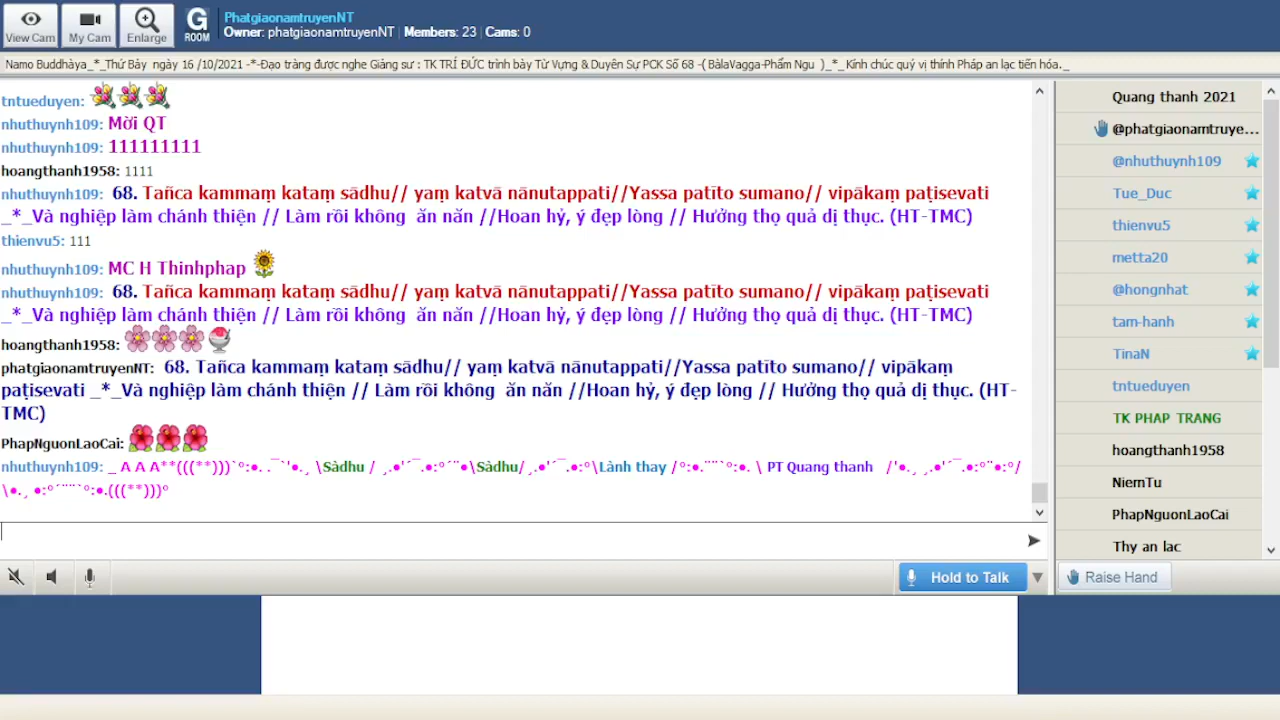 View Cam
My Cam
Enlarge
G
ROOM
PhatgiaonamtruyenNT
Owner: phatgiaonamtruyenNT | Members: 23 | Cams: 0
Namo Buddhàya_*_Thứ Bảy ngày 16 /10/2021 -*-Đạo tràng được nghe Giảng sư : TK TRÍ ĐỨC trình bày Từ Vựng & Duyên Sự PCK Số 68 -( BàlaVagga-Phẩm Ngu )_*_ Kính chúc quý vị thính Pháp an lạc tiến hóa._
tntueduyen:
nhuthuynh109: Mời QT
nhuthuynh109: 111111111
hoangthanh1958: 1111
nhuthuynh109: 68. Tañca kammaṃ kataṃ sādhu// yaṃ katvā nānutappati//Yassa patīto sumano// vipākaṃ paṭisevati
_*_Và nghiệp làm chánh thiện // Làm rồi không ăn năn //Hoan hỷ, ý đẹp lòng // Hưởng thọ quả dị thục. (HT-TMC)
thienvu5: 111
nhuthuynh109: MC H Thinhphap
nhuthuynh109: 68. Tañca kammaṃ kataṃ sādhu// yaṃ katvā nānutappati//Yassa patīto sumano// vipākaṃ paṭisevati
_*_Và nghiệp làm chánh thiện // Làm rồi không ăn năn //Hoan hỷ, ý đẹp lòng // Hưởng thọ quả dị thục. (HT-TMC)
hoangthanh1958:
phatgiaonamtruyenNT: 68. Tañca kammaṃ kataṃ sādhu// yaṃ katvā nānutappati//Yassa patīto sumano// vipākaṃ
paṭisevati _*_Và nghiệp làm chánh thiện // Làm rồi không ăn năn //Hoan hỷ, ý đẹp lòng // Hưởng thọ quả dị thục. (HT-
TMC)
PhapNguonLaoCai:
nhuthuynh109: _ A A A**(((**)))`º:•. .¯`'•.¸ \Sàdhu / ¸.•'´¯.•:º´¨•\Sàdhu/¸.•'´¯.•:º\Lành thay /º:•.¨¨`º:•. \ PT Quang thanh /'•.¸ ¸.•'´¯.•:º¨•:º/
\•.¸ •:º´¨¨`º:•.(((**)))º
Hold to Talk
Quang thanh 2021
@phatgiaonamtruye...
@nhuthuynh109
Tue_Duc
thienvu5
metta20
@hongnhat
tam-hanh
TinaN
tntueduyen
TK PHAP TRANG
hoangthanh1958
NiemTu
PhapNguonLaoCai
Thy an lac
Raise Hand